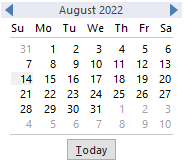 August 2022
Su Mo Tu We Th Fr Sa
31 1 2 3 4 5 6
7 8 9 10 11 12 13
14 15 16 17 18 19 20
21 22 23 24 25 26 27
28 29 30 31 1 2 3
4 5 6 7 8 9 10
Today